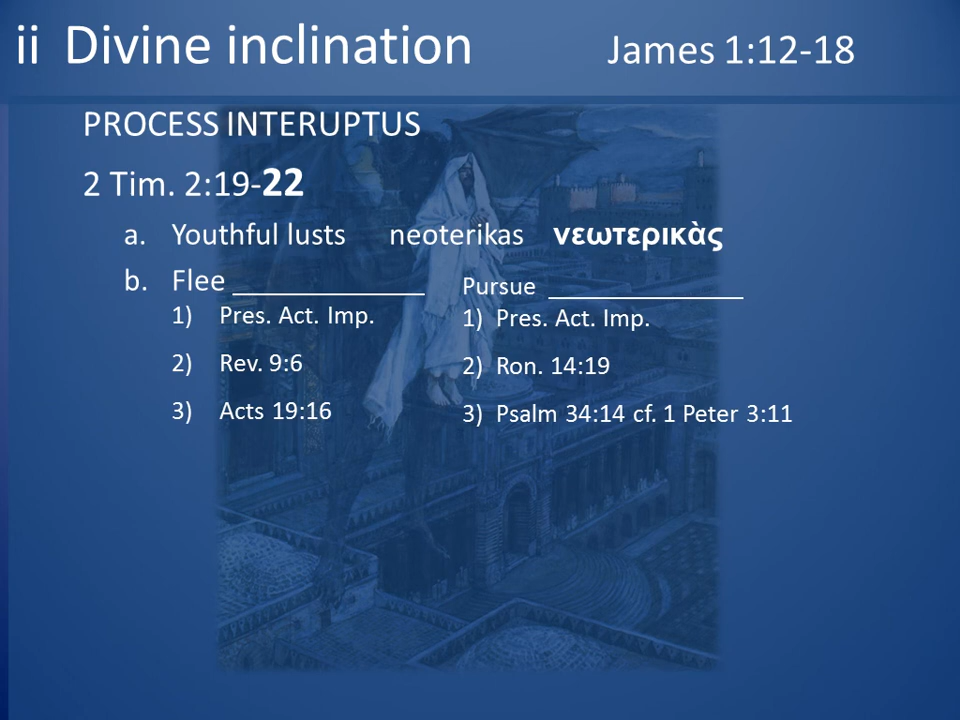 ii Divine inclination James 1:12-18
PROCESS INTERUPTUS
2 Tim. 2:19-22
a. Youthful lusts neoterikas νεωτερικὰς
b. Flee ______________
1) Pres. Act. Imp.
2) Rev. 9:6
3) Acts 19:16
Pursue ______________
1) Pres. Act. Imp.
2) Ron. 14:19
3) Psalm 34:14 cf. 1 Peter 3:11